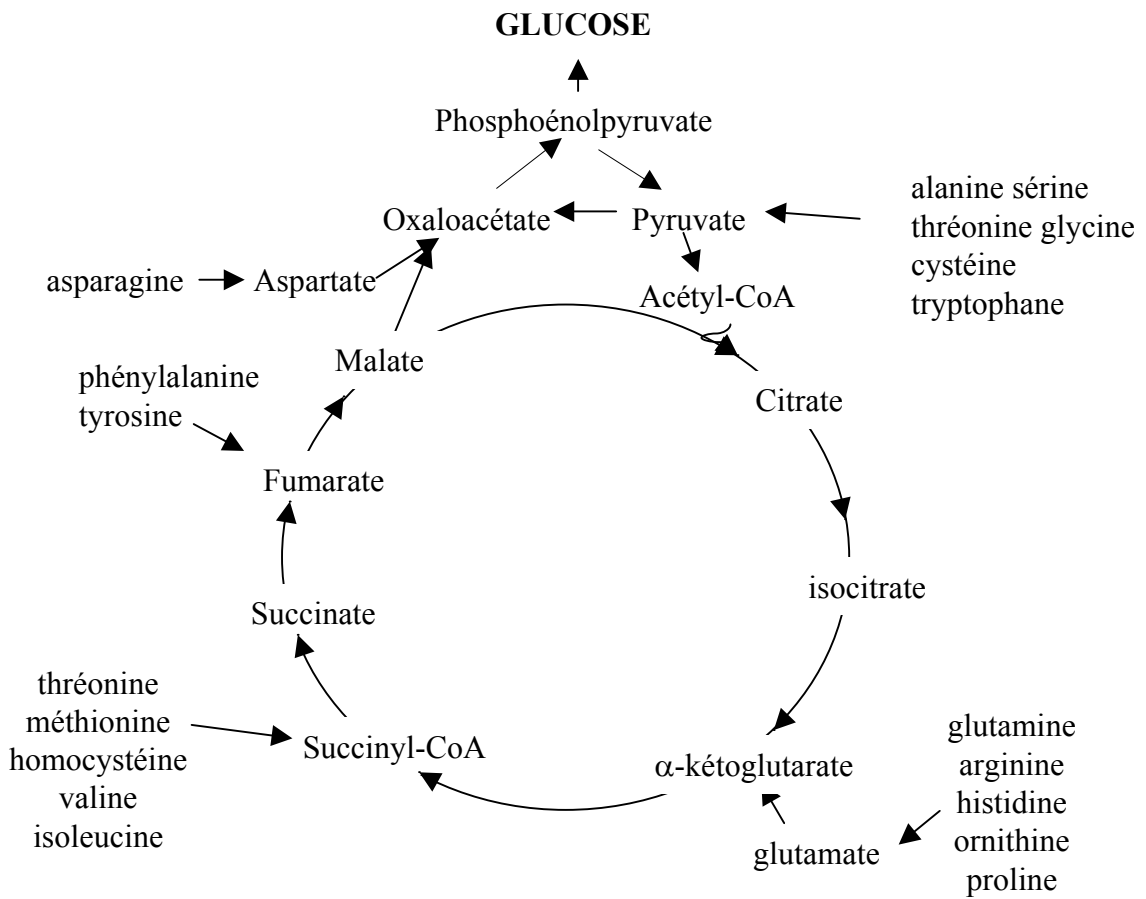 GLUCOSE
Phosphoénolpyruvate
Oxaloacétate
Pyruvate
alanine sérine
thréonine glycine
cystéine
tryptophane
asparagine
Aspartate
Acétyl-CoA
Malate
phénylalanine
tyrosine
Citrate
Fumarate
isocitrate
Succinate
thréonine
méthionine
homocystéine
valine
isoleucine
Succinyl-CoA
α-kétoglutarate
glutamine
arginine
histidine
ornithine
proline
glutamate